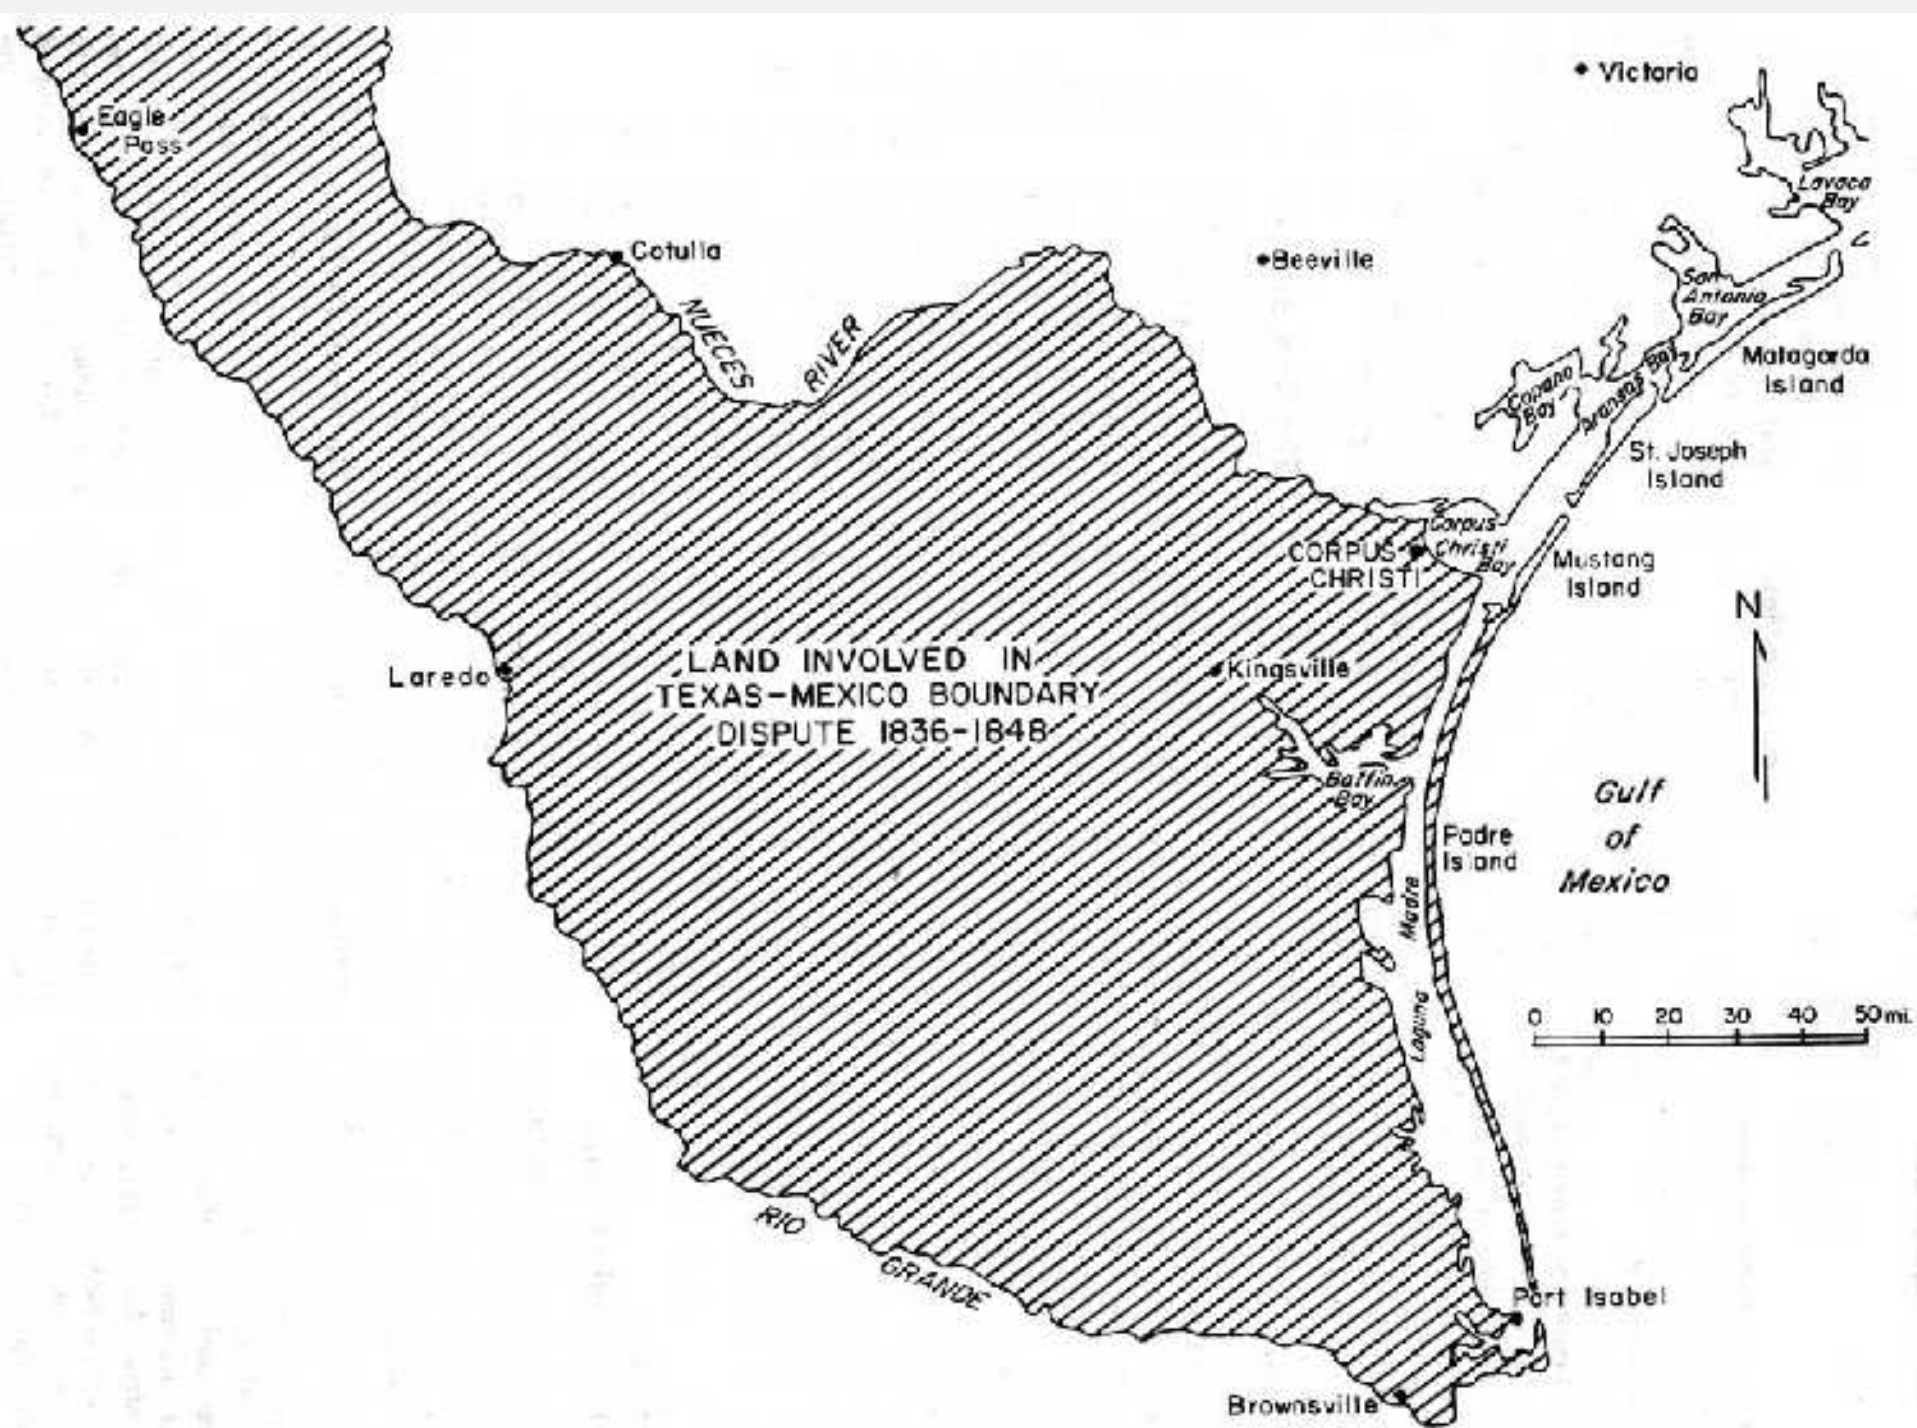 Victoria
Eagle
Pass
Lavaca
Bay
Cotulla
Beeville
San
Antonio
Bay
NUECES
RIVER
Matagorda
Island
Copano
Bay
Aransas Bay
St. Joseph
Island
Corpus
Christi
Bay
CORPUS
CHRISTI
Mustang
Island
N
Laredo
LAND INVOLVED IN
TEXAS-MEXICO BOUNDARY
DISPUTE 1836-1848
Kingsville
Baffin
Bay
Gulf
of
Mexico
Padre
Island
Laguna Madre
0 10 20 30 40 50 mi.
RIO
GRANDE
Port Isabel
Brownsville